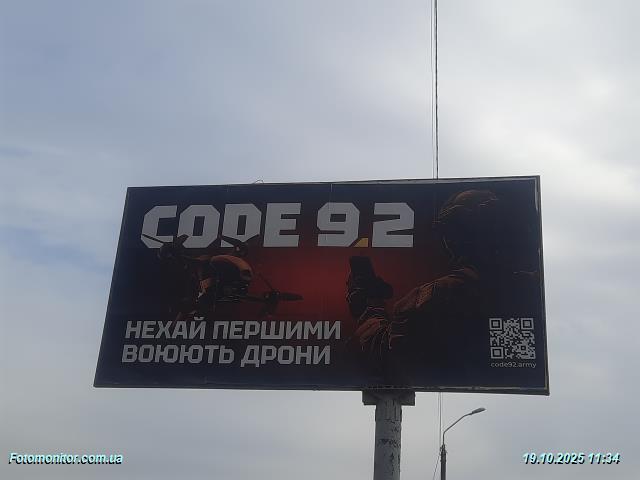 CODE 9.2
НЕХАЙ ПЕРШИМИ
ВОЮЮТЬ ДРОНИ
code92.army
Fotomonitor.com.ua
19.10.2025 11:34